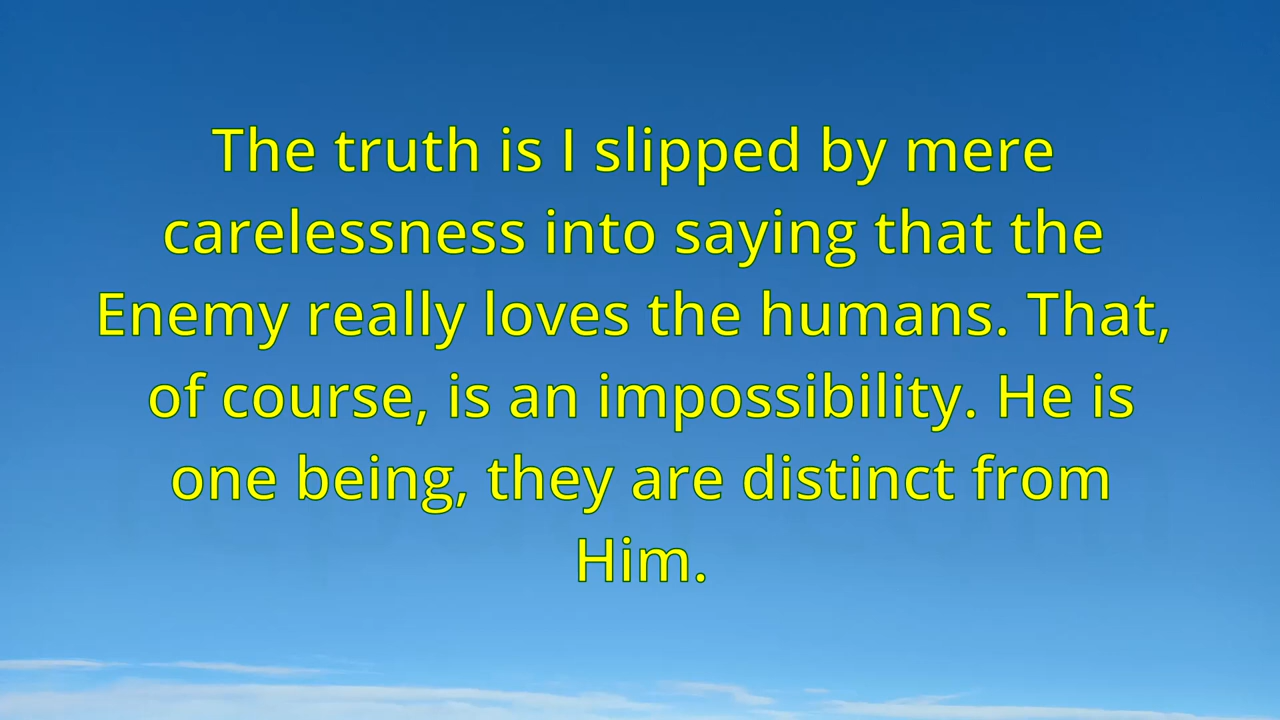 The truth is I slipped by mere
carelessness into saying that the
Enemy really loves the humans. That,
of course, is an impossibility. He is
one being, they are distinct from
Him.